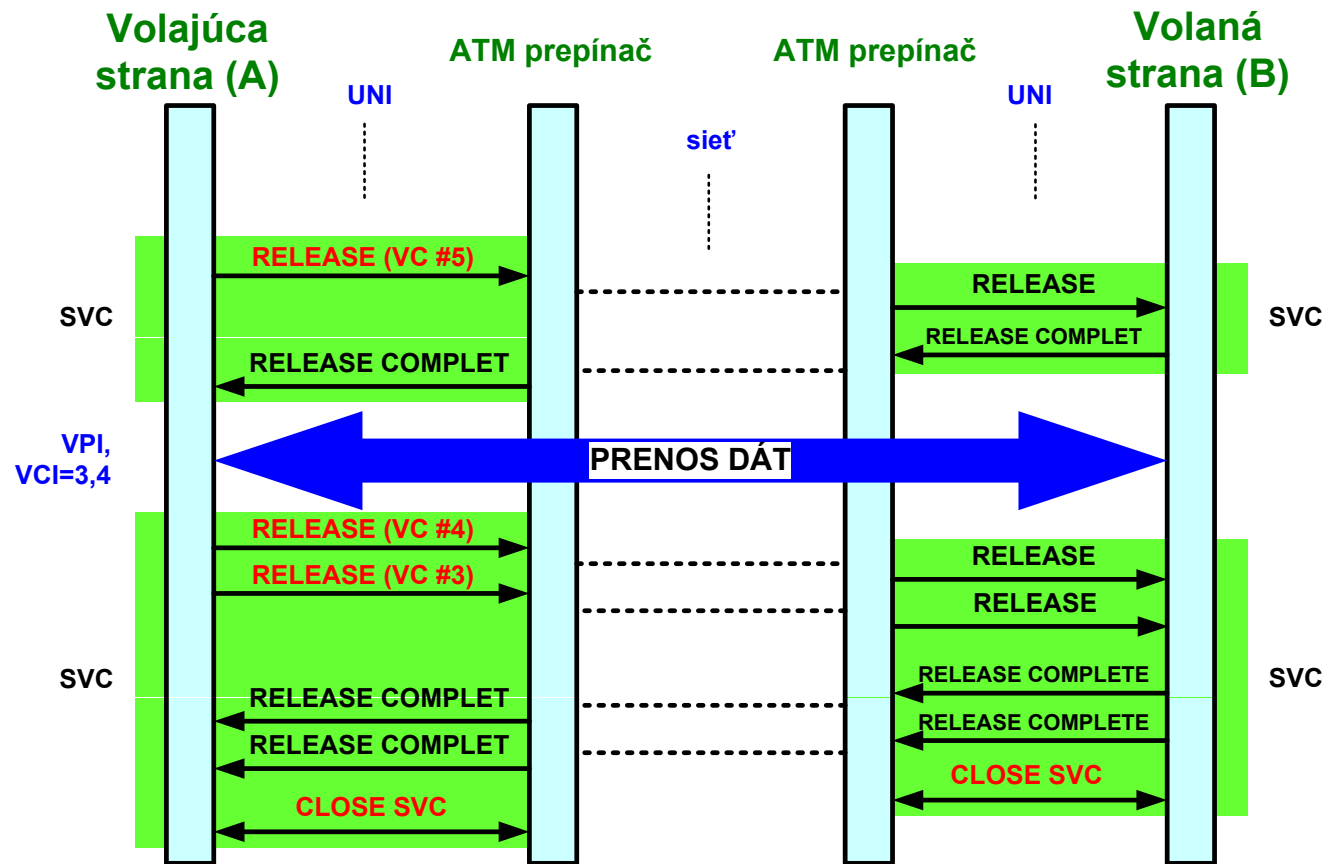 Volajúca
strana (A)
ATM prepínač
ATM prepínač
Volaná
strana (B)
UNI
sieť
UNI
SVC
RELEASE (VC #5)
RELEASE
RELEASE COMPLET
RELEASE COMPLET
SVC
VPI,
VCI=3,4
PRENOS DÁT
RELEASE (VC #4)
RELEASE (VC #3)
RELEASE
RELEASE
SVC
RELEASE COMPLETE
SVC
RELEASE COMPLET
RELEASE COMPLETE
RELEASE COMPLET
CLOSE SVC
CLOSE SVC